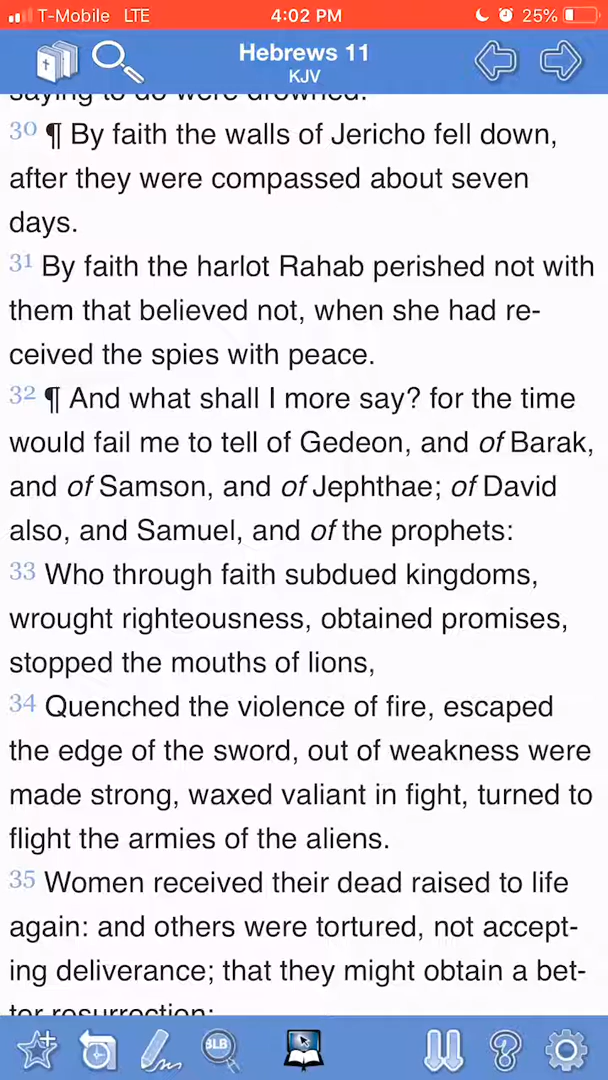 T-Mobile LTE 4:02 PM 25%
Hebrews 11
KJV
saying to do were drowned.
30 ¶ By faith the walls of Jericho fell down,
after they were compassed about seven
days.
31 By faith the harlot Rahab perished not with
them that believed not, when she had re-
ceived the spies with peace.
32 ¶ And what shall I more say? for the time
would fail me to tell of Gedeon, and of Barak,
and of Samson, and of Jephthae; of David
also, and Samuel, and of the prophets:
33 Who through faith subdued kingdoms,
wrought righteousness, obtained promises,
stopped the mouths of lions,
34 Quenched the violence of fire, escaped
the edge of the sword, out of weakness were
made strong, waxed valiant in fight, turned to
flight the armies of the aliens.
35 Women received their dead raised to life
again: and others were tortured, not accept-
ing deliverance; that they might obtain a bet-
ter resurrection:
BLB